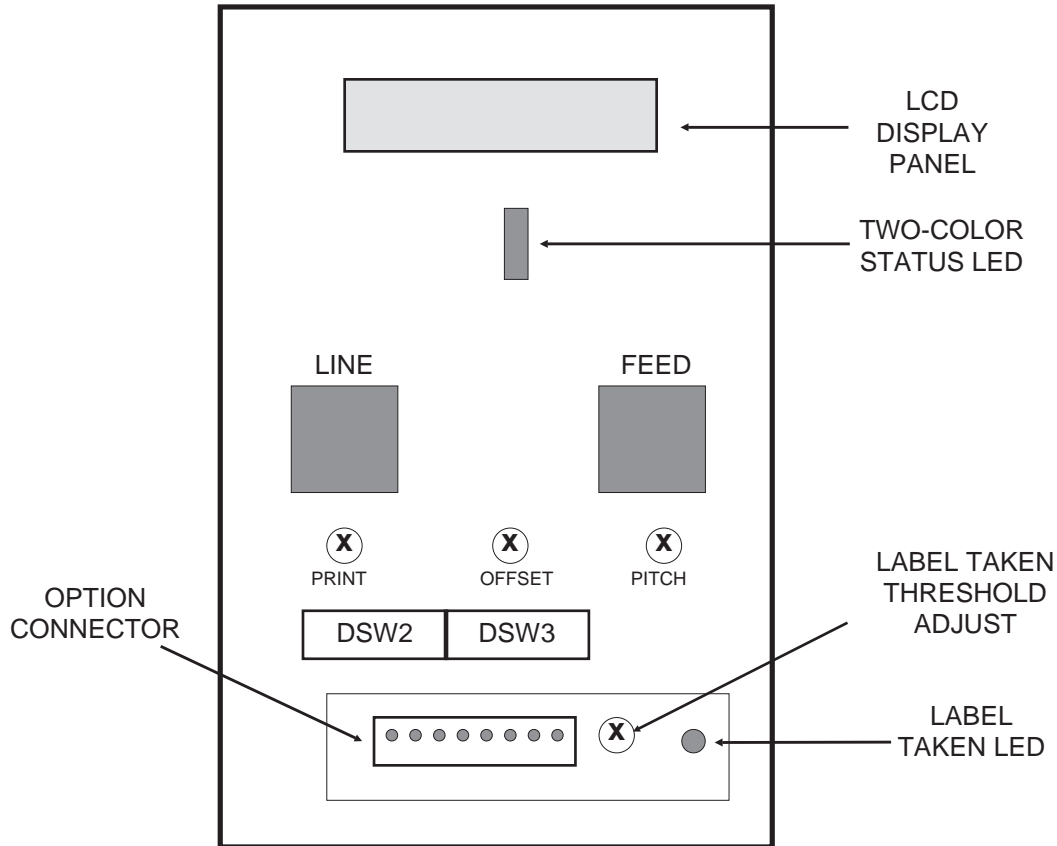 LCD
DISPLAY
PANEL
TWO-COLOR
STATUS LED
LINE
FEED
X
X
X
PRINT
OFFSET
PITCH
LABEL TAKEN
THRESHOLD
ADJUST
OPTION
CONNECTOR
DSW2
DSW3
X
LABEL
TAKEN LED